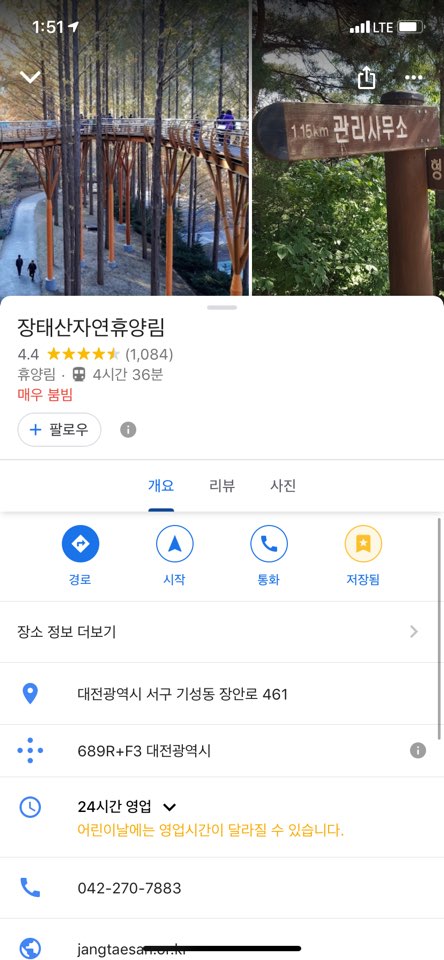 1:51
LTE
1.15km 관리사무소
형
장태산자연휴양림
4.4 (1,084)
휴양림 · 4시간 36분
매우 붐빔
+ 팔로우
개요 리뷰 사진
경로 시작 통화 저장됨
장소 정보 더보기
대전광역시 서구 기성동 장안로 461
689R+F3 대전광역시
24시간 영업
어린이날에는 영업시간이 달라질 수 있습니다.
042-270-7883
jangtaesan.or.kr